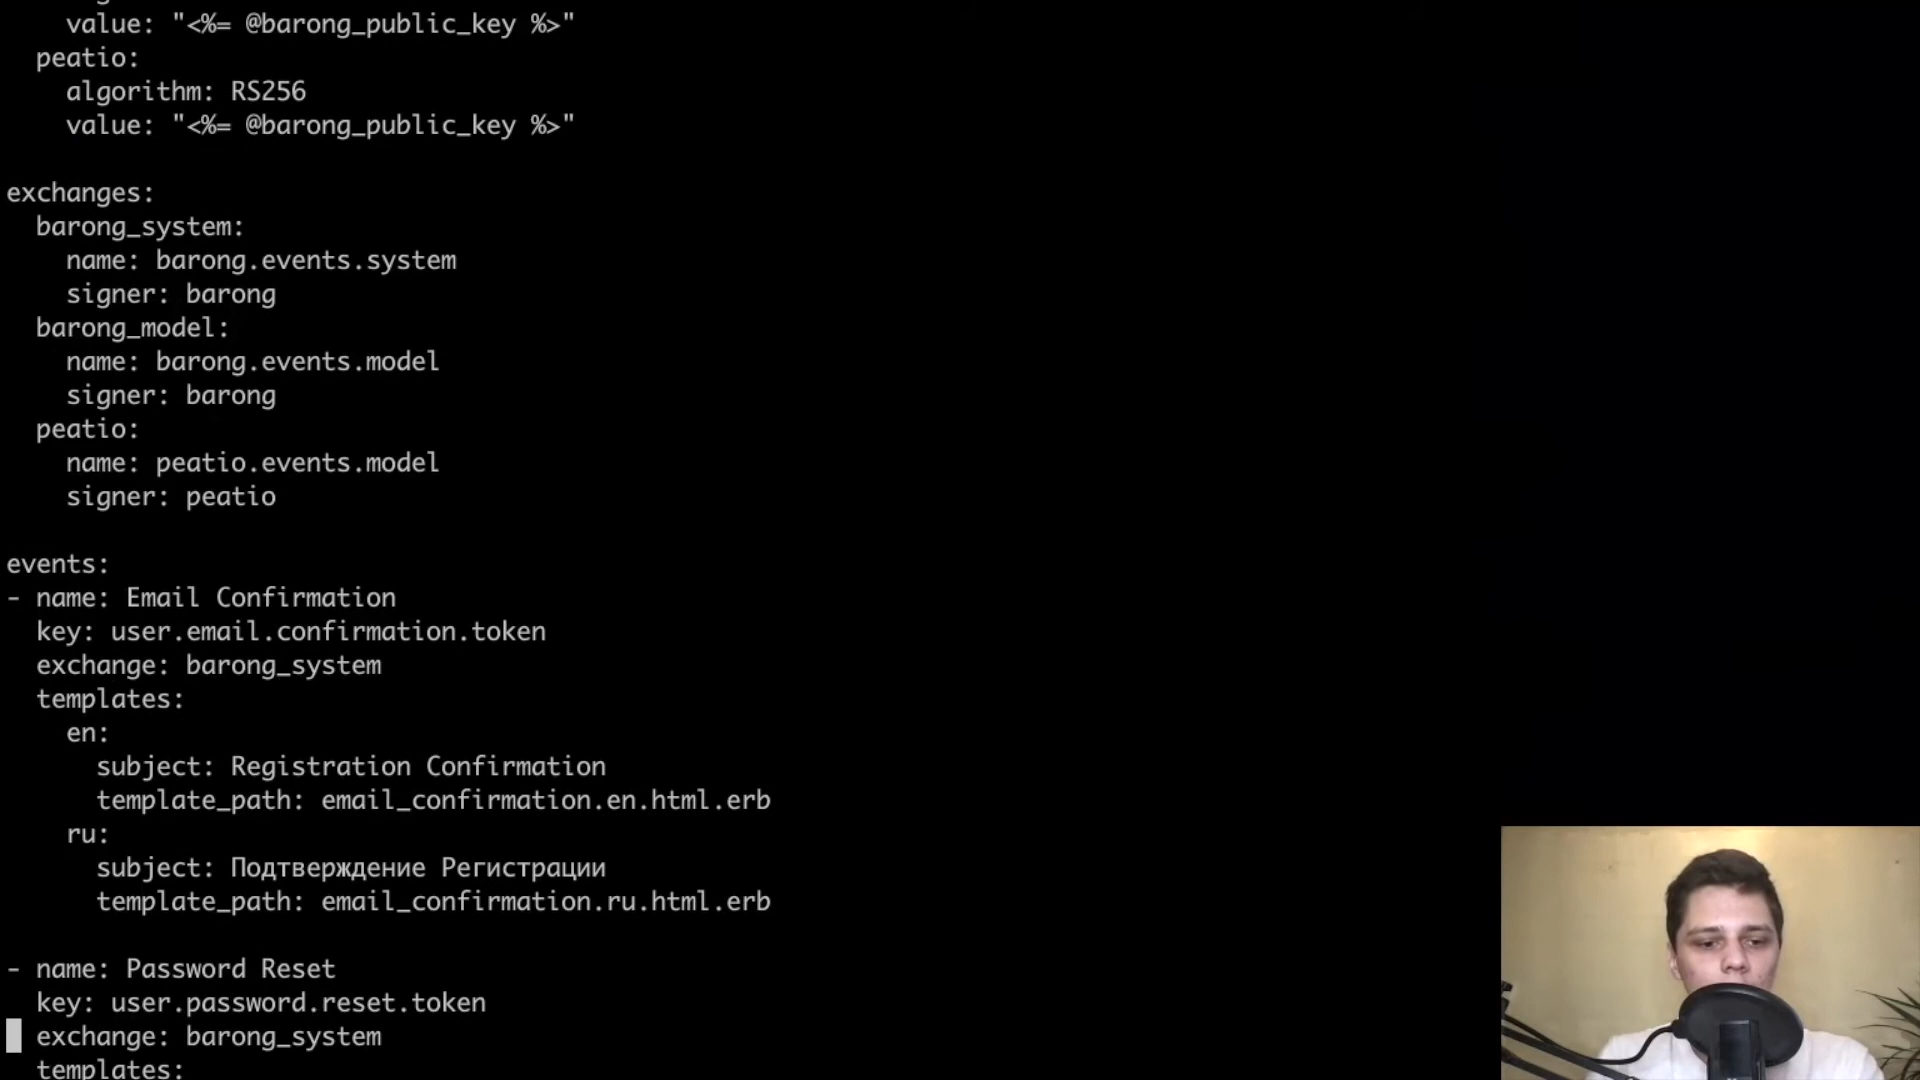 value: "<%= @barong_public_key %>"
peatio:
algorithm: RS256
value: "<%= @barong_public_key %>"
exchanges:
barong_system:
name: barong.events.system
signer: barong
barong_model:
name: barong.events.model
signer: barong
peatio:
name: peatio.events.model
signer: peatio
events:
- name: Email Confirmation
key: user.email.confirmation.token
exchange: barong_system
templates:
en:
subject: Registration Confirmation
template_path: email_confirmation.en.html.erb
ru:
subject: Подтверждение Регистрации
template_path: email_confirmation.ru.html.erb
- name: Password Reset
key: user.password.reset.token
exchange: barong_system
templates: